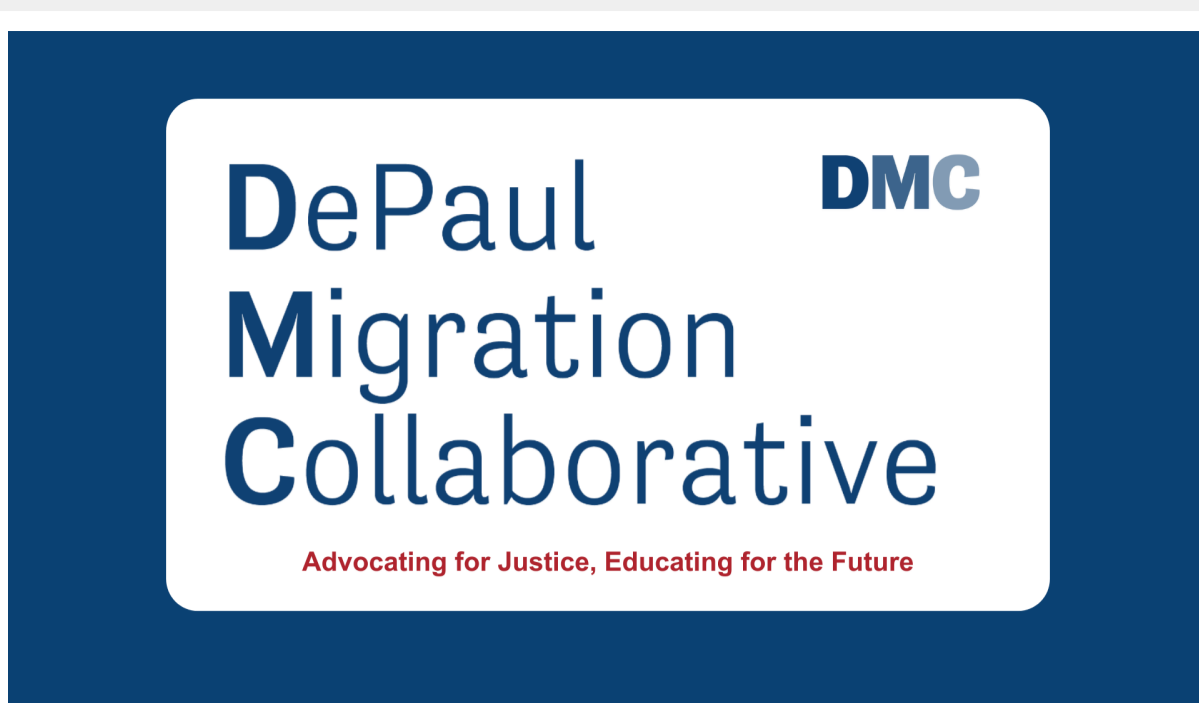 DePaul
DMC
Migration
Collaborative
Advocating for Justice, Educating for the Future